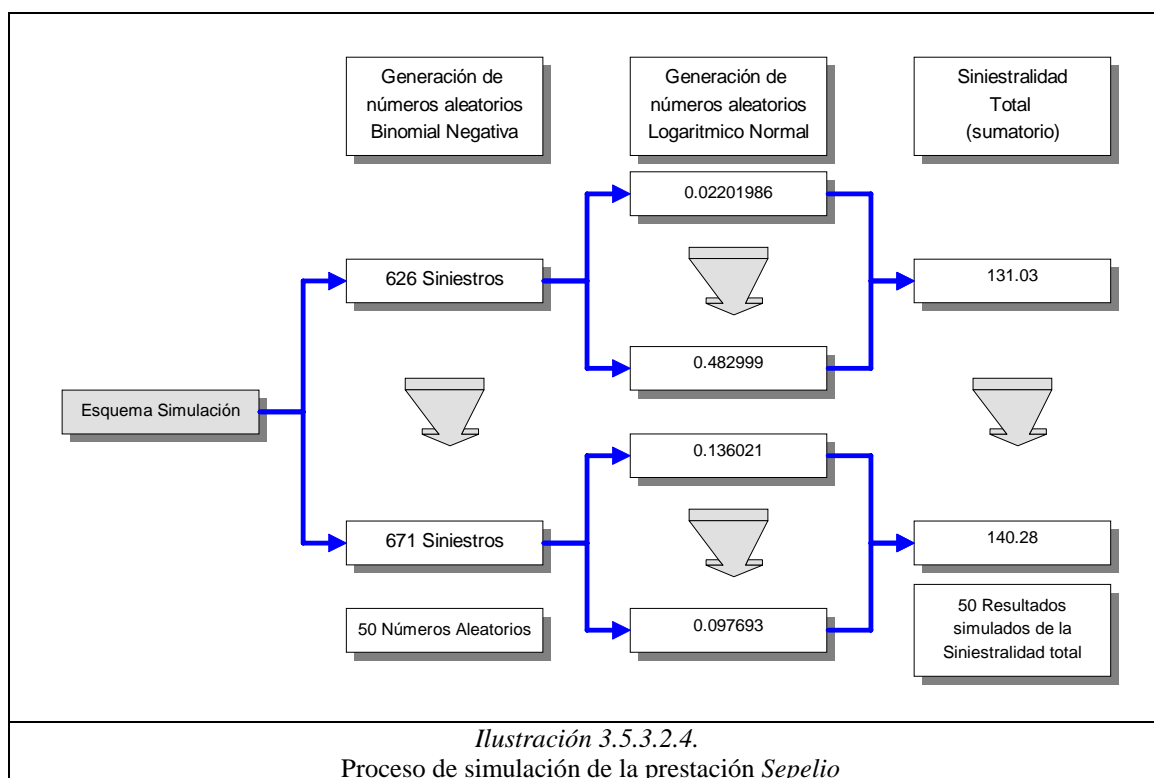 Generación de
números aleatorios
Binomial Negativa
Generación de
números aleatorios
Logaritmico Normal
Siniestralidad
Total
(sumatorio)
0.02201986
626 Siniestros
131.03
0.482999
Esquema Simulación
0.136021
671 Siniestros
140.28
50 Números Aleatorios
0.097693
50 Resultados
simulados de la
Siniestralidad total
Ilustración 3.5.3.2.4.
Proceso de simulación de la prestación Sepelio